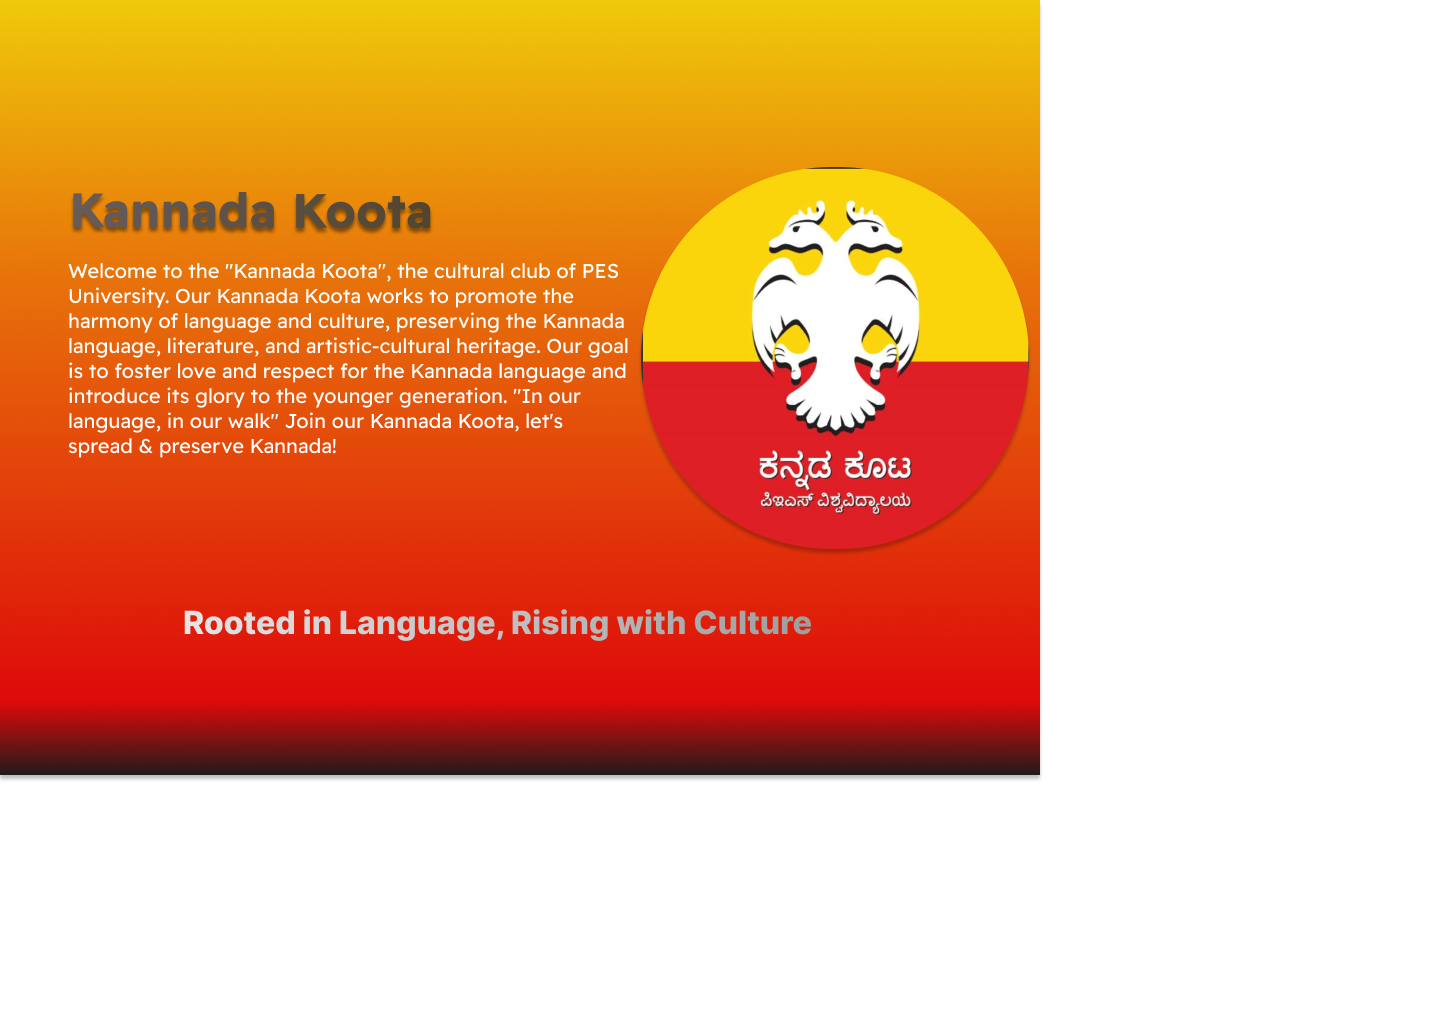 Kannada Koota
Welcome to the "Kannada Koota", the cultural club of PES
University. Our Kannada Koota works to promote the
harmony of language and culture, preserving the Kannada
language, literature, and artistic-cultural heritage. Our goal
is to foster love and respect for the Kannada language and
introduce its glory to the younger generation. "In our
language, in our walk" Join our Kannada Koota, let's
spread & preserve Kannada!
ಕನ್ನಡ ಕೂಟ
ಪಿಇಎಸ್ ವಿಶ್ವವಿದ್ಯಾಲಯ
Rooted in Language, Rising with Culture